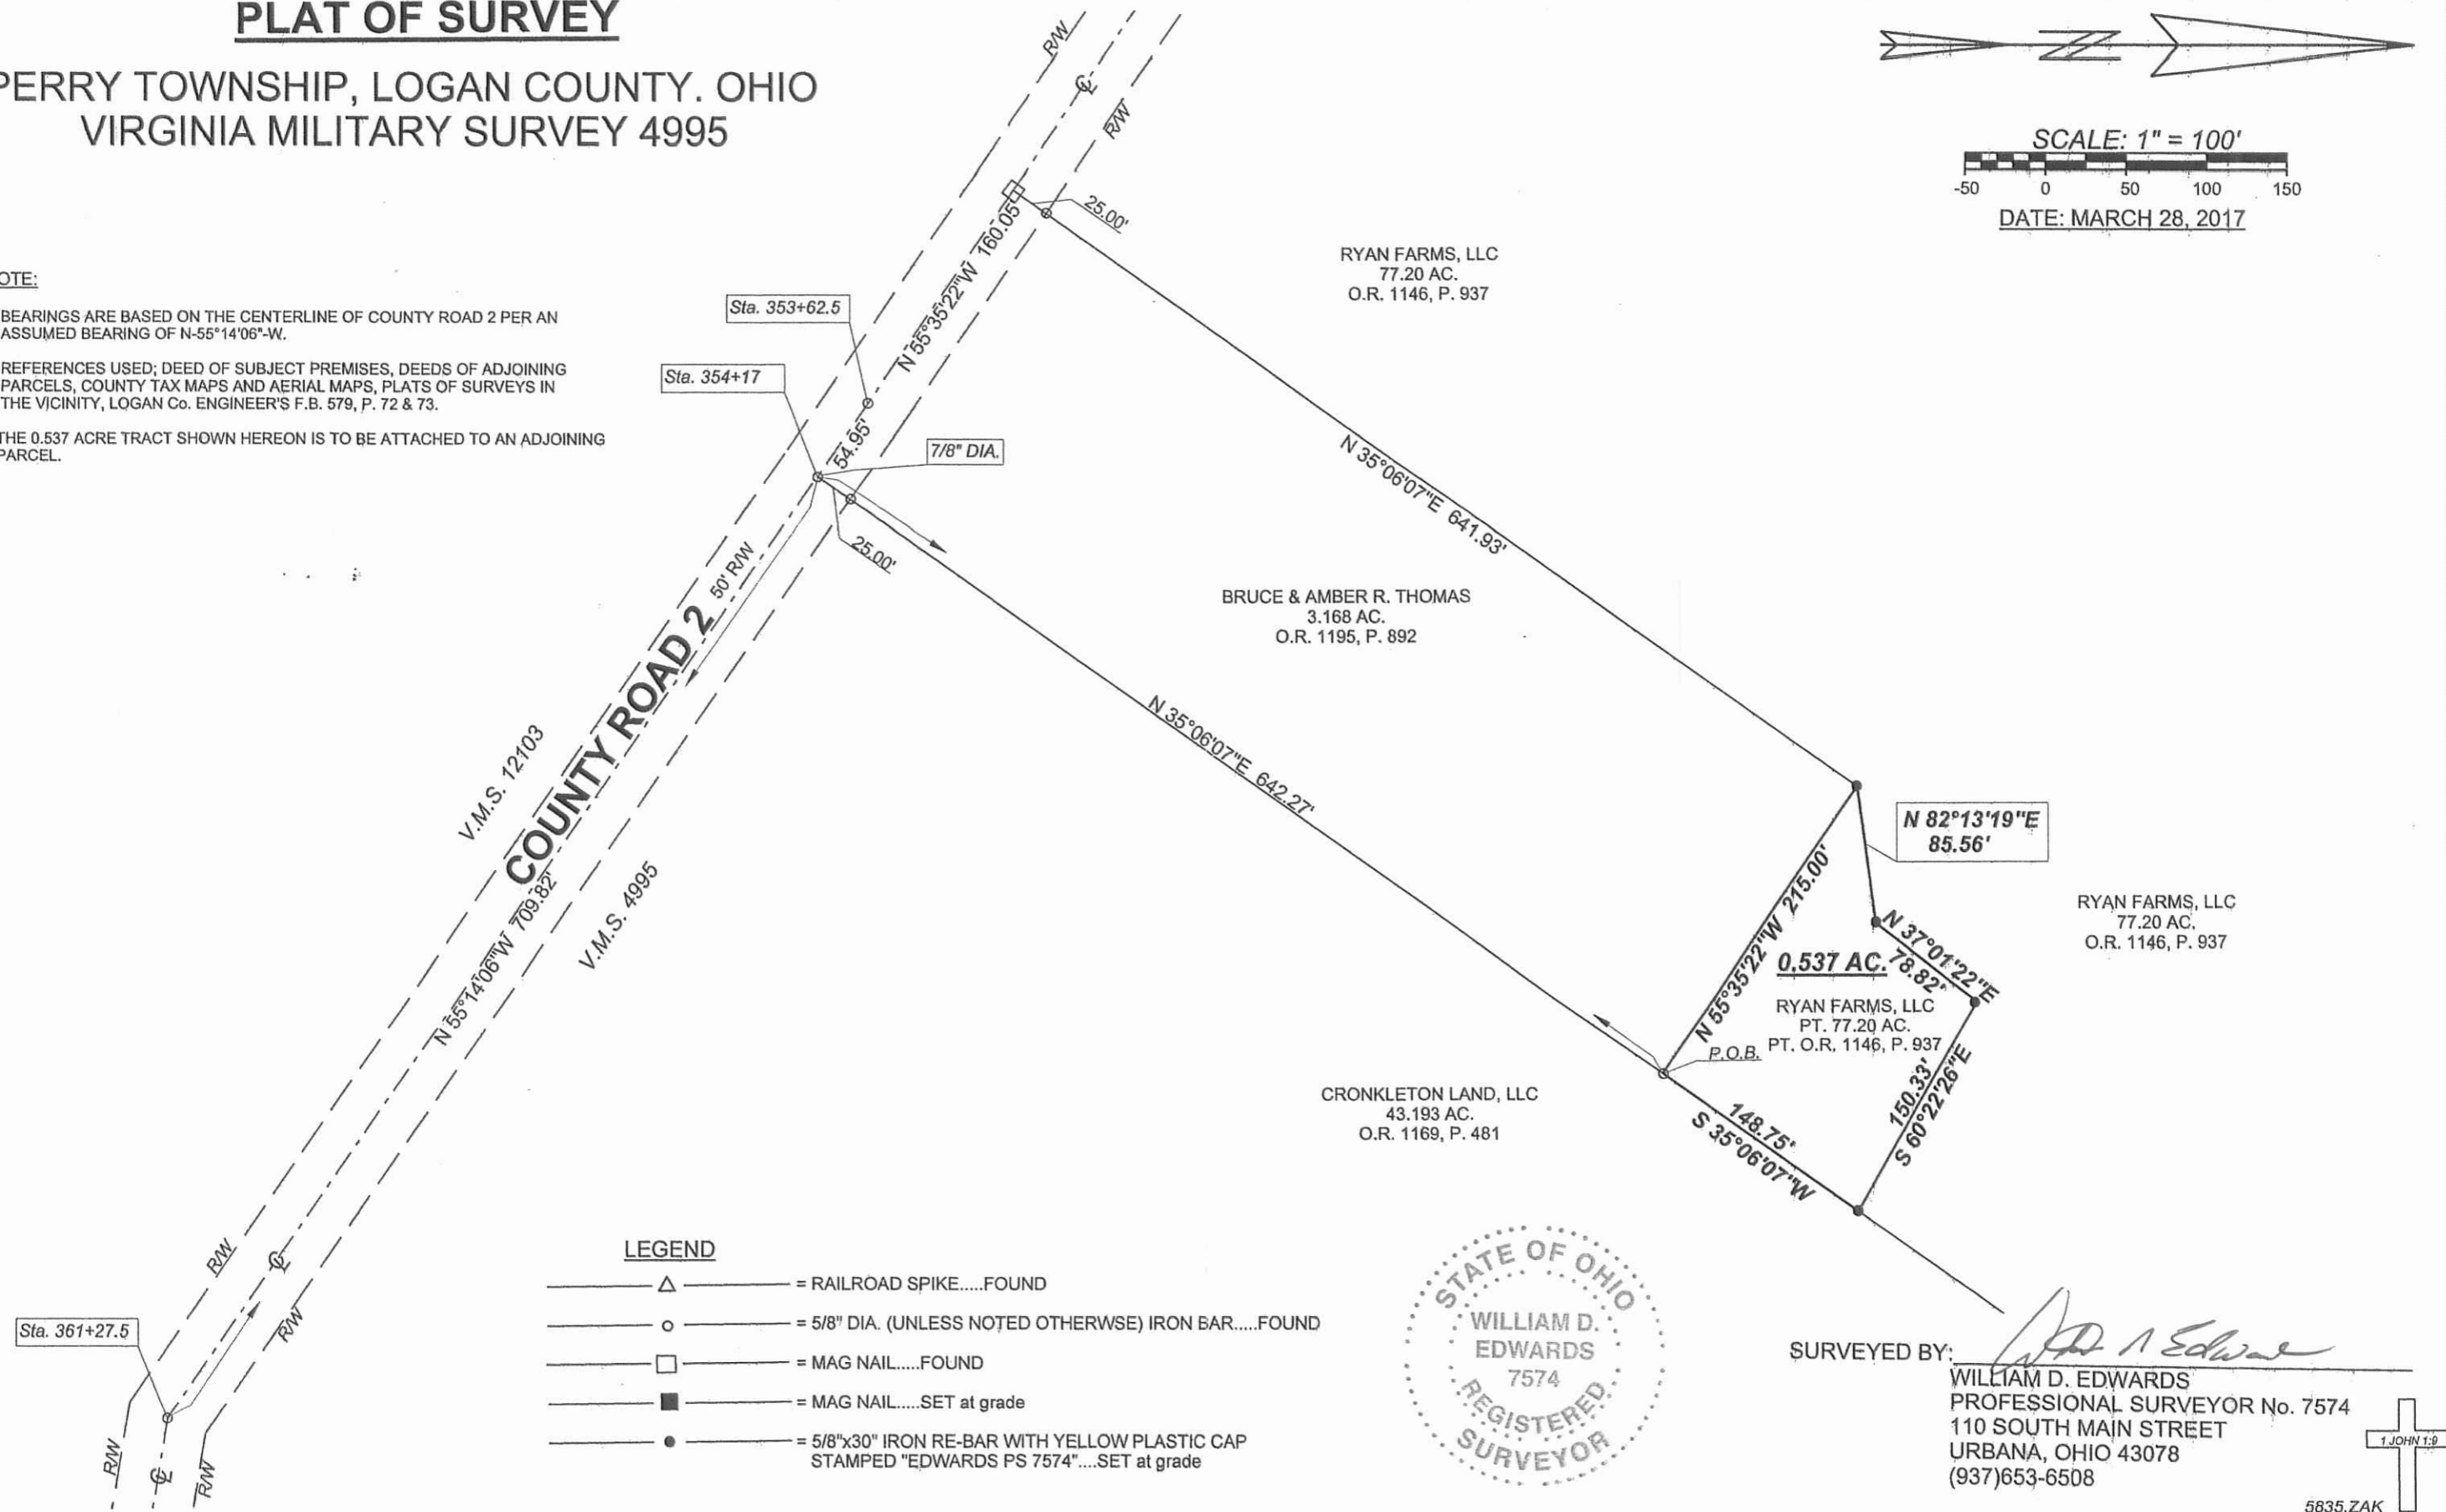 PLAT OF SURVEY
PERRY TOWNSHIP, LOGAN COUNTY. OHIO
VIRGINIA MILITARY SURVEY 4995
OTE:
BEARINGS ARE BASED ON THE CENTERLINE OF COUNTY ROAD 2 PER AN
ASSUMED BEARING OF N-55°14'06"-W.
REFERENCES USED; DEED OF SUBJECT PREMISES, DEEDS OF ADJOINING
PARCELS, COUNTY TAX MAPS AND AERIAL MAPS, PLATS OF SURVEYS IN
THE VICINITY, LOGAN Co. ENGINEER'S F.B. 579, P. 72 & 73.
THE 0.537 ACRE TRACT SHOWN HEREON IS TO BE ATTACHED TO AN ADJOINING
PARCEL.
N
SCALE: 1" = 100'
-50 0 50 100 150
DATE: MARCH 28, 2017
R/W
CL
R/W
25.00'
N 55°35'22"W 160.05'
Sta. 353+62.5
Sta. 354+17
54.95'
7/8" DIA.
25.00'
RYAN FARMS, LLC
77.20 AC.
O.R. 1146, P. 937
N 35°06'07"E 641.93'
BRUCE & AMBER R. THOMAS
3.168 AC.
O.R. 1195, P. 892
N 35°06'07"E 642.27'
50' R/W
COUNTY ROAD 2
V.M.S. 12103
V.M.S. 4995
N 55°14'06"W 709.82'
N 82°13'19"E
85.56'
N 55°35'22"W 215.00'
N 37°01'22"E
78.82'
RYAN FARMS, LLC
77.20 AC.
O.R. 1146, P. 937
0.537 AC.
RYAN FARMS, LLC
PT. 77.20 AC.
PT. O.R. 1146, P. 937
P.O.B.
150.33'
S 60°22'26"E
148.75'
S 35°06'07"W
CRONKLETON LAND, LLC
43.193 AC.
O.R. 1169, P. 481
R/W
CL
R/W
Sta. 361+27.5
R/W
CL
R/W
LEGEND
= RAILROAD SPIKE.....FOUND
= 5/8" DIA. (UNLESS NOTED OTHERWSE) IRON BAR.....FOUND
= MAG NAIL.....FOUND
= MAG NAIL.....SET at grade
= 5/8"x30" IRON RE-BAR WITH YELLOW PLASTIC CAP
STAMPED "EDWARDS PS 7574"....SET at grade
STATE OF OHIO
WILLIAM D.
EDWARDS
7574
REGISTERED
SURVEYOR
SURVEYED BY:
WILLIAM D. EDWARDS
PROFESSIONAL SURVEYOR No. 7574
110 SOUTH MAIN STREET
URBANA, OHIO 43078
(937)653-6508
1 JOHN 1:9
5835.ZAK